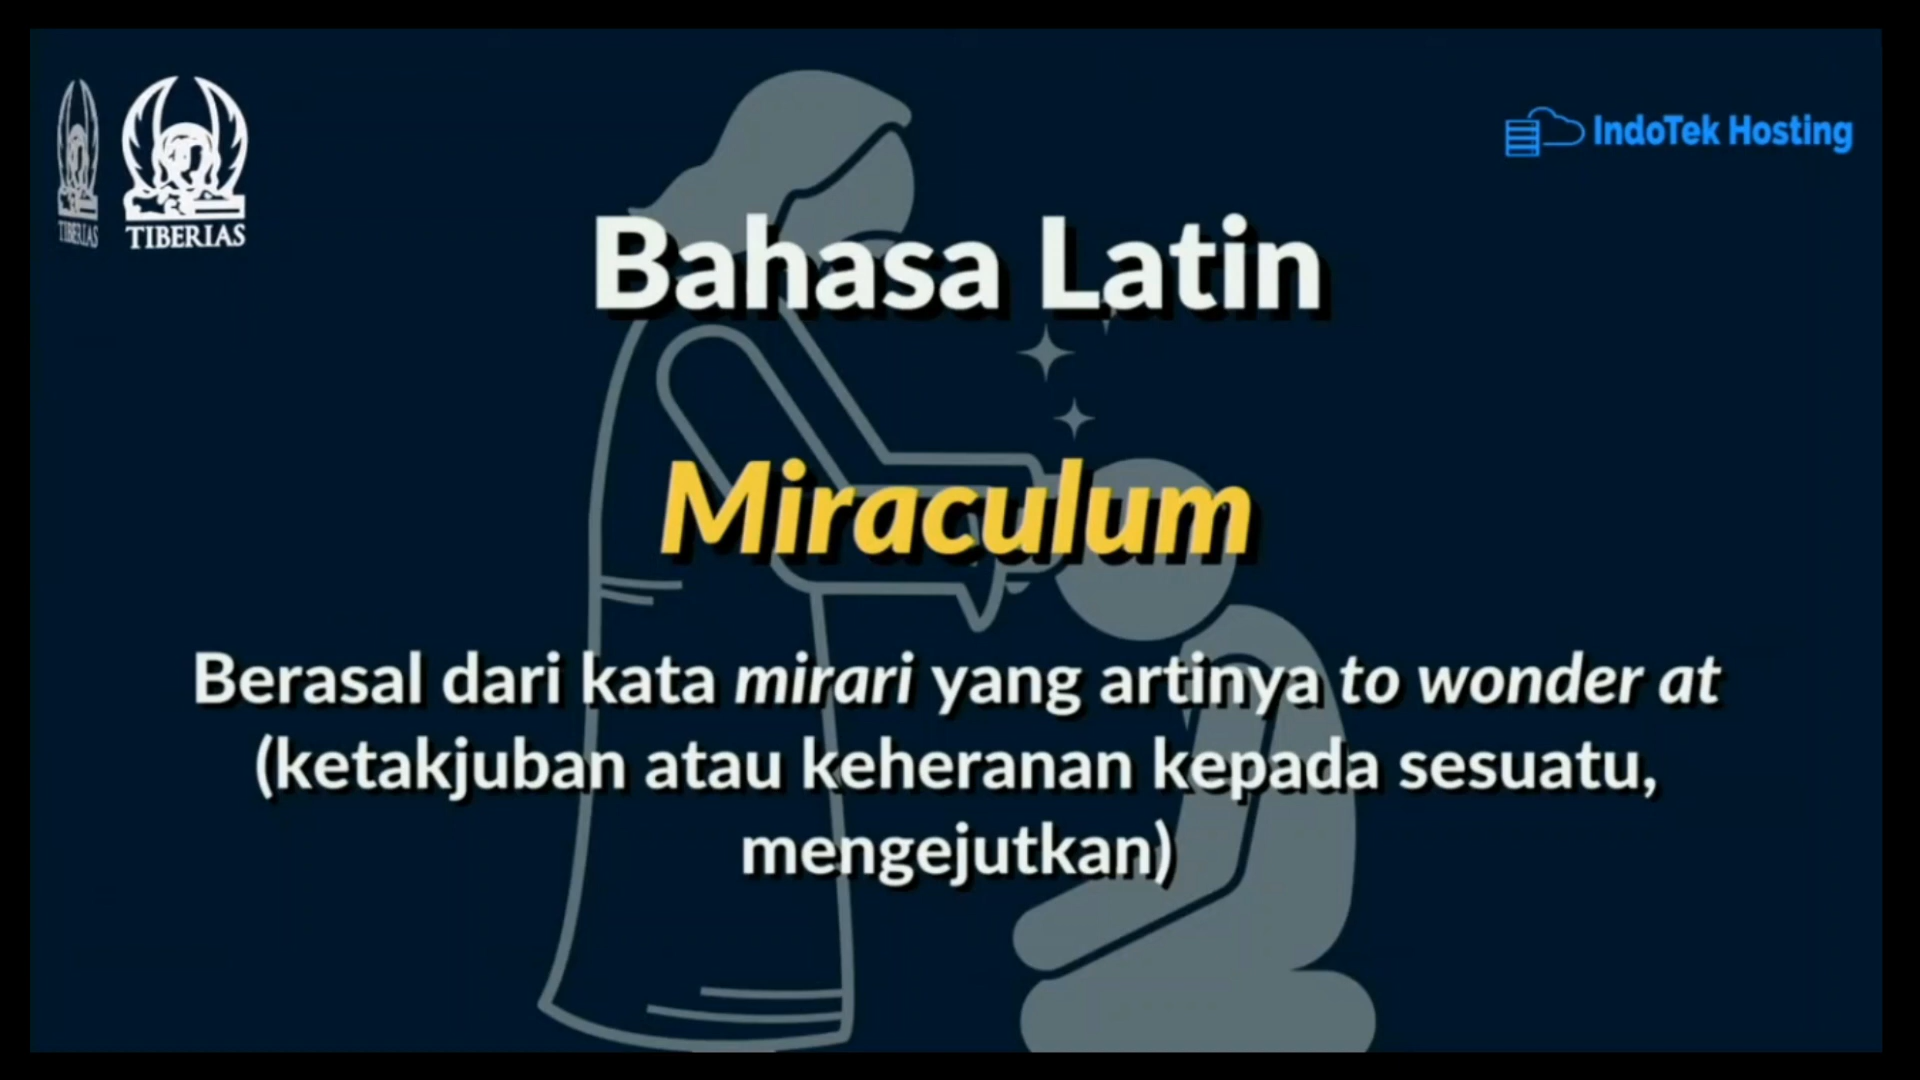 TIBERIAS
TIBERIAS
IndoTek Hosting
Bahasa Latin
Miraculum
Berasal dari kata mirari yang artinya to wonder at
(ketakjuban atau keheranan kepada sesuatu,
mengejutkan)